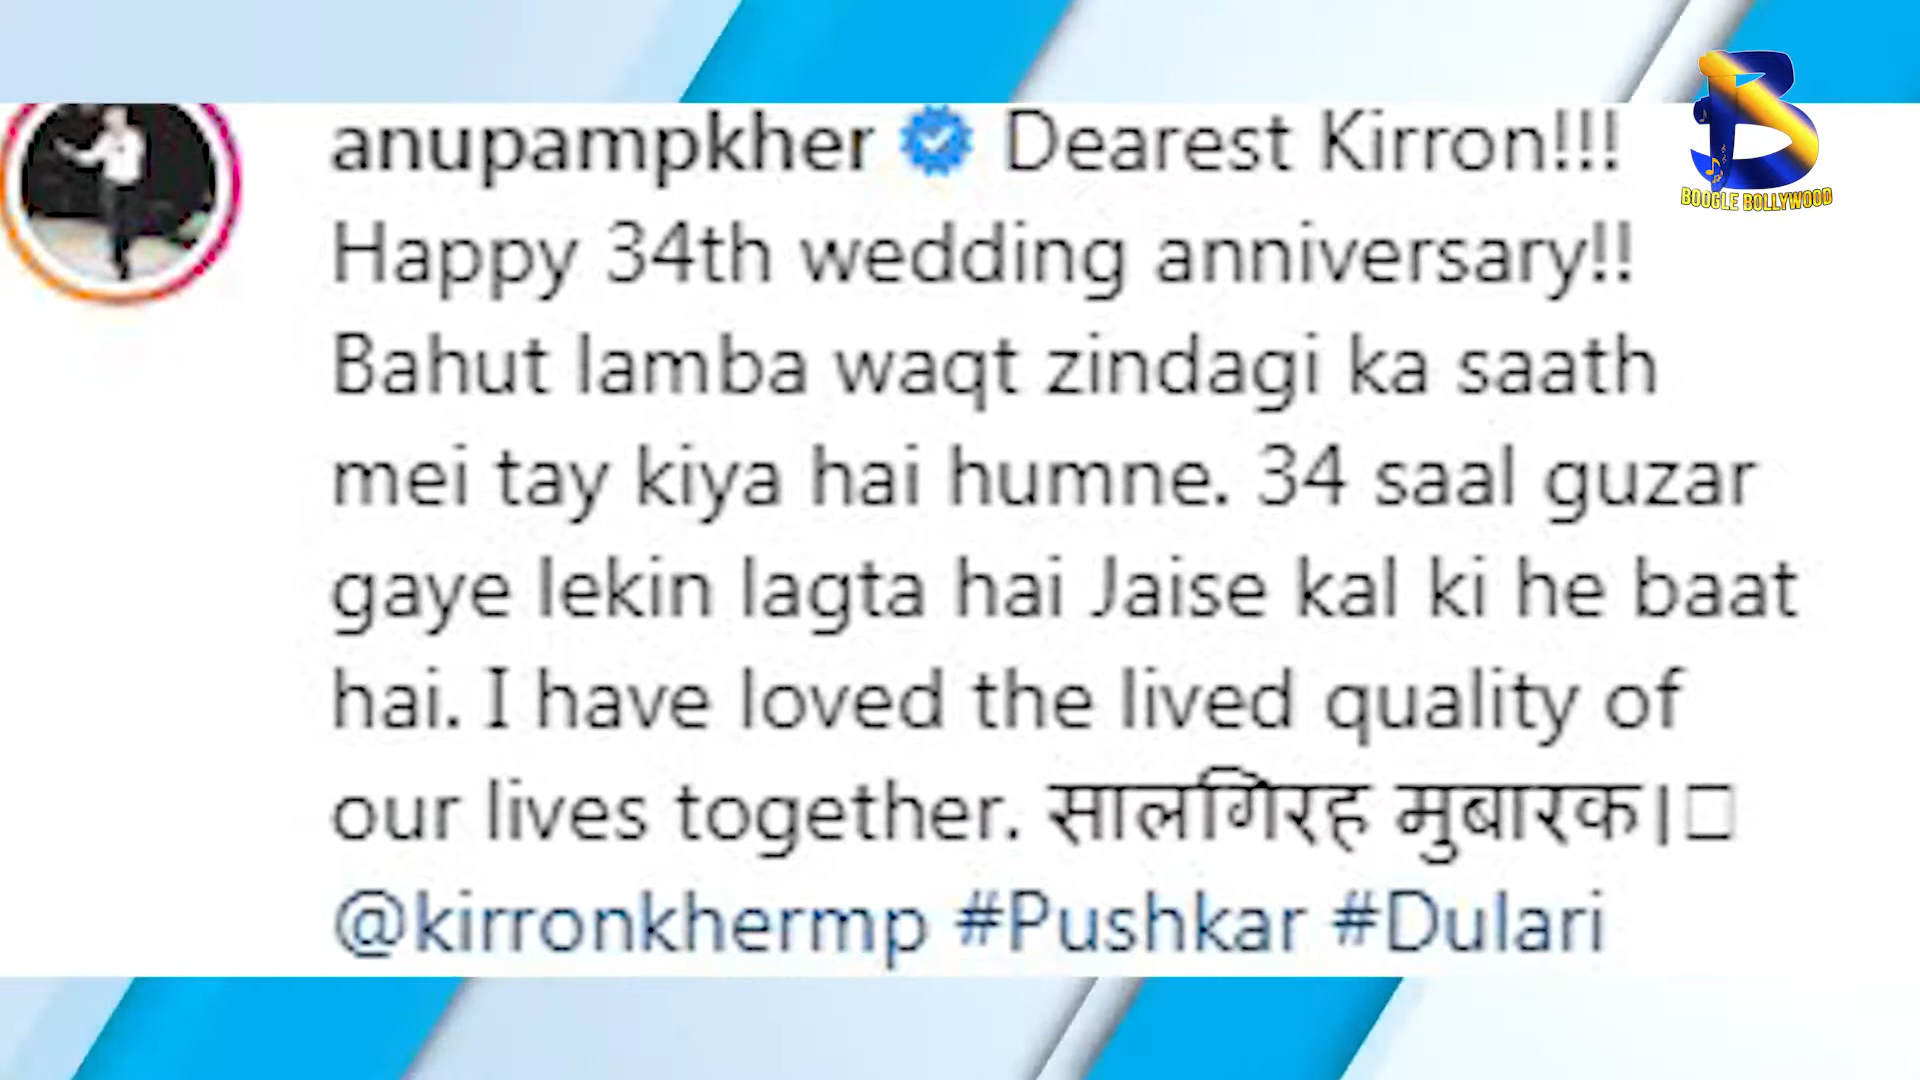 anupampkher Dearest Kirron!!!
Happy 34th wedding anniversary!!
Bahut lamba waqt zindagi ka saath
mei tay kiya hai humne. 34 saal guzar
gaye lekin lagta hai Jaise kal ki he baat
hai. I have loved the lived quality of
our lives together. सालगिरह मुबारक।
@kirronkhermp #Pushkar #Dulari
BOOGLE BOLLYWOOD